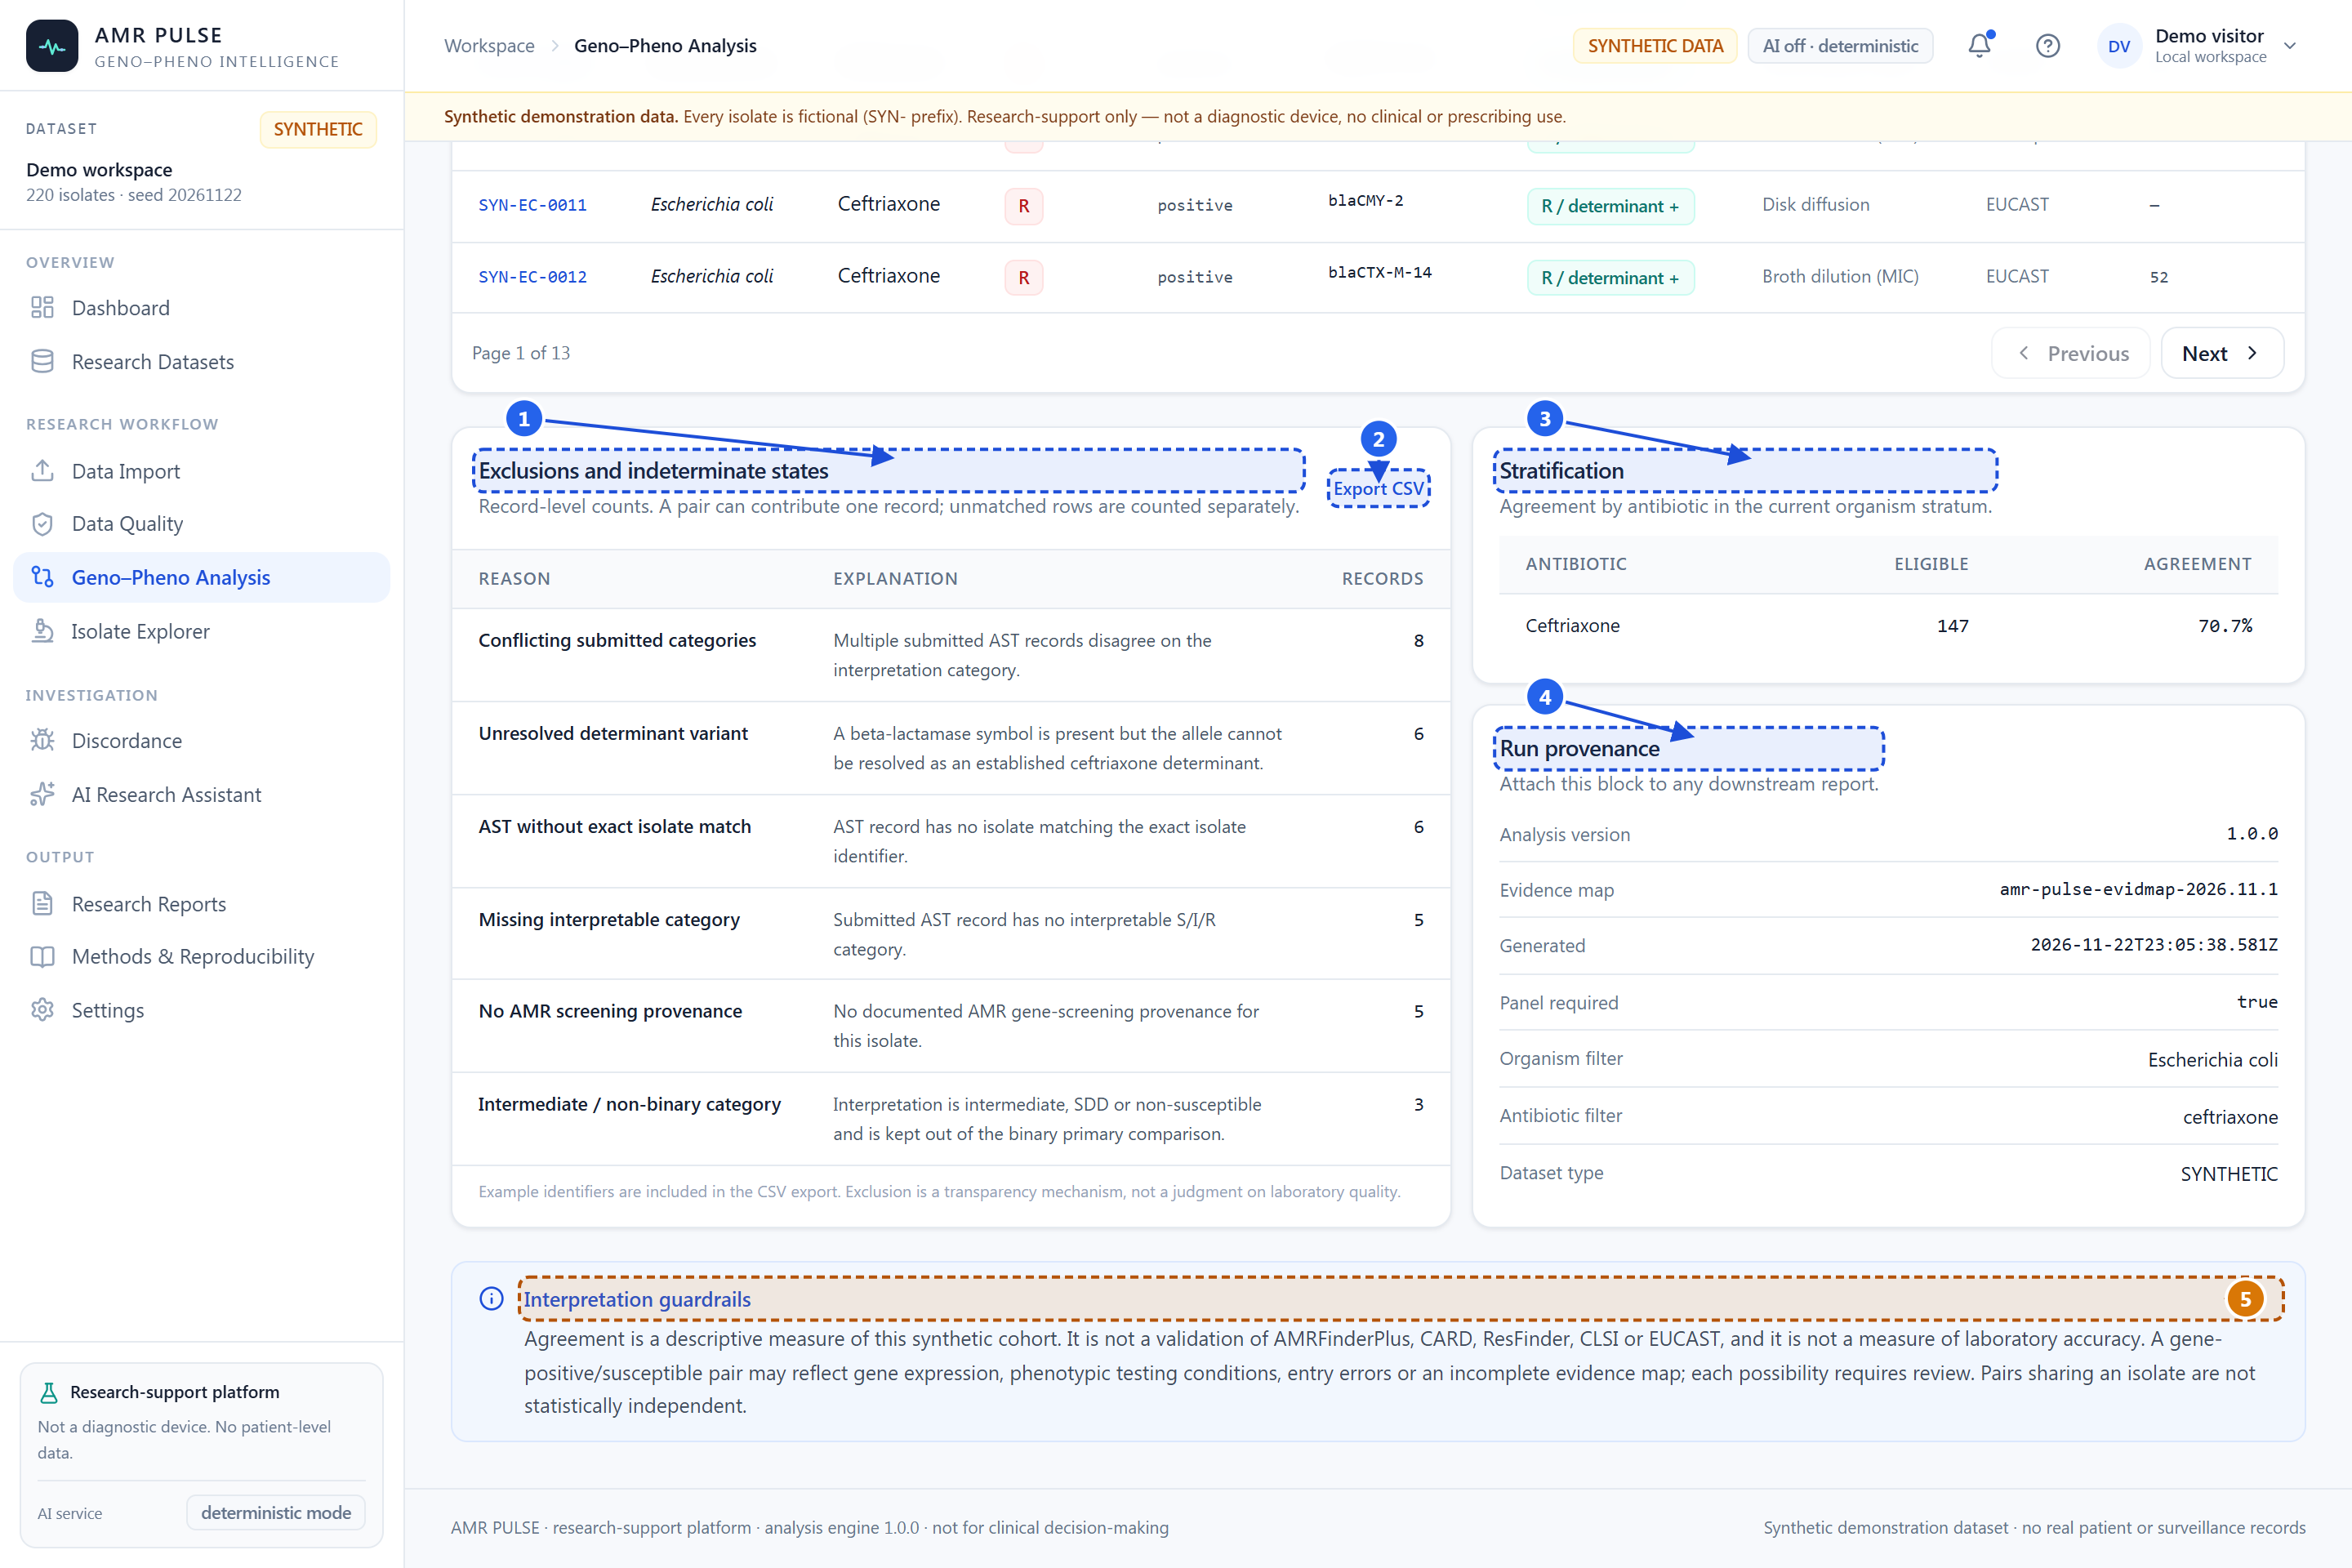 AMR PULSE
GENO–PHENO INTELLIGENCE
DATASET
SYNTHETIC
Demo workspace
220 isolates · seed 20261122
OVERVIEW
Dashboard
Research Datasets
RESEARCH WORKFLOW
Data Import
Data Quality
Geno–Pheno Analysis
Isolate Explorer
INVESTIGATION
Discordance
AI Research Assistant
OUTPUT
Research Reports
Methods & Reproducibility
Settings
Research-support platform
Not a diagnostic device. No patient-level
data.
AI service
deterministic mode
Workspace
Geno–Pheno Analysis
SYNTHETIC DATA
AI off · deterministic
DV
Demo visitor
Local workspace
Synthetic demonstration data. Every isolate is fictional (SYN- prefix). Research-support only — not a diagnostic device, no clinical or prescribing use.
SYN-EC-0011 Escherichia coli Ceftriaxone R positive blaCMY-2 R / determinant + Disk diffusion EUCAST –
SYN-EC-0012 Escherichia coli Ceftriaxone R positive blaCTX-M-14 R / determinant + Broth dilution (MIC) EUCAST 52
Page 1 of 13
Previous
Next
1
2
Exclusions and indeterminate states
Export CSV
Record-level counts. A pair can contribute one record; unmatched rows are counted separately.
REASON EXPLANATION RECORDS
Conflicting submitted categories
Multiple submitted AST records disagree on the
interpretation category.
8
Unresolved determinant variant
A beta-lactamase symbol is present but the allele cannot
be resolved as an established ceftriaxone determinant.
6
AST without exact isolate match
AST record has no isolate matching the exact isolate
identifier.
6
Missing interpretable category
Submitted AST record has no interpretable S/I/R
category.
5
No AMR screening provenance
No documented AMR gene-screening provenance for
this isolate.
5
Intermediate / non-binary category
Interpretation is intermediate, SDD or non-susceptible
and is kept out of the binary primary comparison.
3
Example identifiers are included in the CSV export. Exclusion is a transparency mechanism, not a judgment on laboratory quality.
3
Stratification
Agreement by antibiotic in the current organism stratum.
ANTIBIOTIC ELIGIBLE AGREEMENT
Ceftriaxone 147 70.7%
4
Run provenance
Attach this block to any downstream report.
Analysis version 1.0.0
Evidence map amr-pulse-evidmap-2026.11.1
Generated 2026-11-22T23:05:38.581Z
Panel required true
Organism filter Escherichia coli
Antibiotic filter ceftriaxone
Dataset type SYNTHETIC
Interpretation guardrails
5
Agreement is a descriptive measure of this synthetic cohort. It is not a validation of AMRFinderPlus, CARD, ResFinder, CLSI or EUCAST, and it is not a measure of laboratory accuracy. A gene-
positive/susceptible pair may reflect gene expression, phenotypic testing conditions, entry errors or an incomplete evidence map; each possibility requires review. Pairs sharing an isolate are not
statistically independent.
AMR PULSE · research-support platform · analysis engine 1.0.0 · not for clinical decision-making
Synthetic demonstration dataset · no real patient or surveillance records